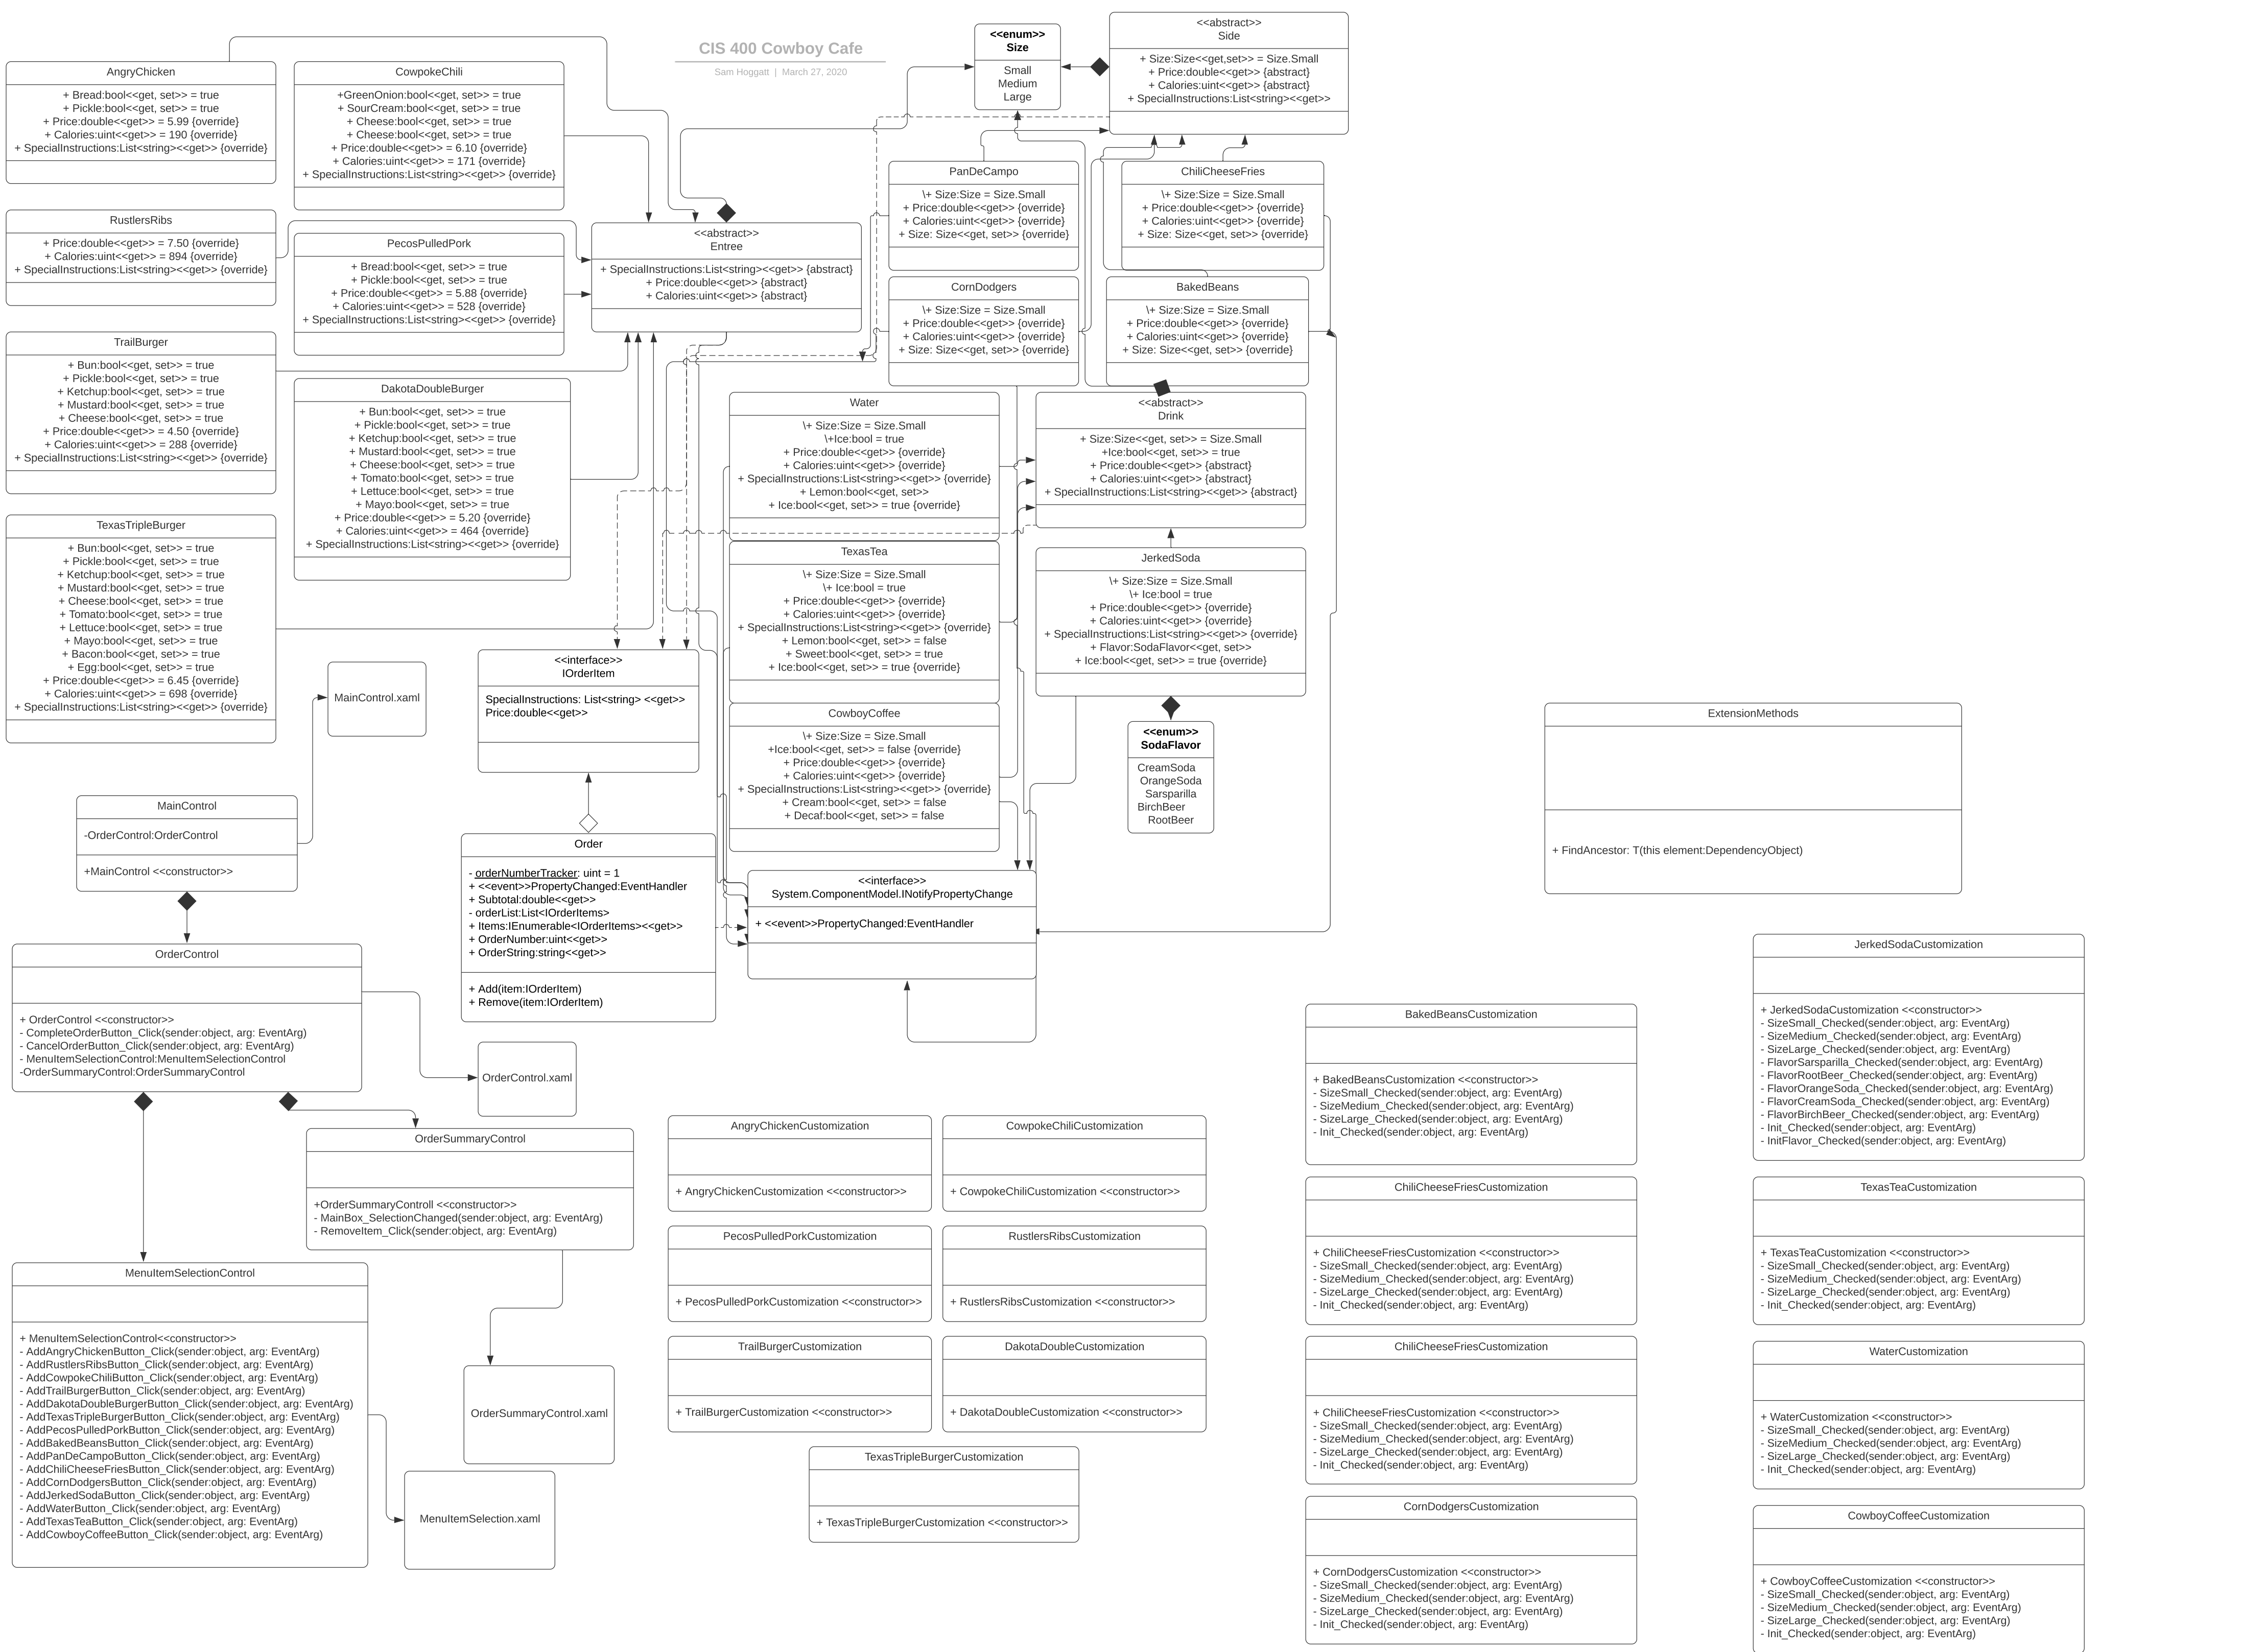 CIS 400 Cowboy Cafe
Sam Hoggatt | March 27, 2020
<<enum>>
Size
Small
Medium
Large
<<abstract>>
Side
+ Size:Size<<get,set>> = Size.Small
+ Price:double<<get>> {abstract}
+ Calories:uint<<get>> {abstract}
+ SpecialInstructions:List<string><<get>>
AngryChicken
+ Bread:bool<<get, set>> = true
+ Pickle:bool<<get, set>> = true
+ Price:double<<get>> = 5.99 {override}
+ Calories:uint<<get>> = 190 {override}
+ SpecialInstructions:List<string><<get>> {override}
CowpokeChili
+GreenOnion:bool<<get, set>> = true
+ SourCream:bool<<get, set>> = true
+ Cheese:bool<<get, set>> = true
+ Cheese:bool<<get, set>> = true
+ Price:double<<get>> = 6.10 {override}
+ Calories:uint<<get>> = 171 {override}
+ SpecialInstructions:List<string><<get>> {override}
RustlersRibs
+ Price:double<<get>> = 7.50 {override}
+ Calories:uint<<get>> = 894 {override}
+ SpecialInstructions:List<string><<get>> {override}
PecosPulledPork
+ Bread:bool<<get, set>> = true
+ Pickle:bool<<get, set>> = true
+ Price:double<<get>> = 5.88 {override}
+ Calories:uint<<get>> = 528 {override}
+ SpecialInstructions:List<string><<get>> {override}
<<abstract>>
Entree
+ SpecialInstructions:List<string><<get>> {abstract}
+ Price:double<<get>> {abstract}
+ Calories:uint<<get>> {abstract}
PanDeCampo
\+ Size:Size = Size.Small
+ Price:double<<get>> {override}
+ Calories:uint<<get>> {override}
+ Size: Size<<get, set>> {override}
ChiliCheeseFries
\+ Size:Size = Size.Small
+ Price:double<<get>> {override}
+ Calories:uint<<get>> {override}
+ Size: Size<<get, set>> {override}
CornDodgers
\+ Size:Size = Size.Small
+ Price:double<<get>> {override}
+ Calories:uint<<get>> {override}
+ Size: Size<<get, set>> {override}
BakedBeans
\+ Size:Size = Size.Small
+ Price:double<<get>> {override}
+ Calories:uint<<get>> {override}
+ Size: Size<<get, set>> {override}
TrailBurger
+ Bun:bool<<get, set>> = true
+ Pickle:bool<<get, set>> = true
+ Ketchup:bool<<get, set>> = true
+ Mustard:bool<<get, set>> = true
+ Cheese:bool<<get, set>> = true
+ Price:double<<get>> = 4.50 {override}
+ Calories:uint<<get>> = 288 {override}
+ SpecialInstructions:List<string><<get>> {override}
DakotaDoubleBurger
+ Bun:bool<<get, set>> = true
+ Pickle:bool<<get, set>> = true
+ Ketchup:bool<<get, set>> = true
+ Mustard:bool<<get, set>> = true
+ Cheese:bool<<get, set>> = true
+ Tomato:bool<<get, set>> = true
+ Lettuce:bool<<get, set>> = true
+ Mayo:bool<<get, set>> = true
+ Price:double<<get>> = 5.20 {override}
+ Calories:uint<<get>> = 464 {override}
+ SpecialInstructions:List<string><<get>> {override}
Water
\+ Size:Size = Size.Small
\+Ice:bool = true
+ Price:double<<get>> {override}
+ Calories:uint<<get>> {override}
+ SpecialInstructions:List<string><<get>> {override}
+ Lemon:bool<<get, set>>
+ Ice:bool<<get, set>> = true {override}
<<abstract>>
Drink
+ Size:Size<<get, set>> = Size.Small
+Ice:bool<<get, set>> = true
+ Price:double<<get>> {abstract}
+ Calories:uint<<get>> {abstract}
+ SpecialInstructions:List<string><<get>> {abstract}
TexasTripleBurger
+ Bun:bool<<get, set>> = true
+ Pickle:bool<<get, set>> = true
+ Ketchup:bool<<get, set>> = true
+ Mustard:bool<<get, set>> = true
+ Cheese:bool<<get, set>> = true
+ Tomato:bool<<get, set>> = true
+ Lettuce:bool<<get, set>> = true
+ Mayo:bool<<get, set>> = true
+ Bacon:bool<<get, set>> = true
+ Egg:bool<<get, set>> = true
+ Price:double<<get>> = 6.45 {override}
+ Calories:uint<<get>> = 698 {override}
+ SpecialInstructions:List<string><<get>> {override}
TexasTea
\+ Size:Size = Size.Small
\+ Ice:bool = true
+ Price:double<<get>> {override}
+ Calories:uint<<get>> {override}
+ SpecialInstructions:List<string><<get>> {override}
+ Lemon:bool<<get, set>> = false
+ Sweet:bool<<get, set>> = true
+ Ice:bool<<get, set>> = true {override}
JerkedSoda
\+ Size:Size = Size.Small
\+ Ice:bool = true
+ Price:double<<get>> {override}
+ Calories:uint<<get>> {override}
+ SpecialInstructions:List<string><<get>> {override}
+ Flavor:SodaFlavor<<get, set>>
+ Ice:bool<<get, set>> = true {override}
MainControl.xaml
<<interface>>
IOrderItem
SpecialInstructions: List<string> <<get>>
Price:double<<get>>
CowboyCoffee
\+ Size:Size = Size.Small
+Ice:bool<<get, set>> = false {override}
+ Price:double<<get>> {override}
+ Calories:uint<<get>> {override}
+ SpecialInstructions:List<string><<get>> {override}
+ Cream:bool<<get, set>> = false
+ Decaf:bool<<get, set>> = false
<<enum>>
SodaFlavor
CreamSoda
OrangeSoda
Sarsparilla
BirchBeer
RootBeer
ExtensionMethods
+ FindAncestor: T(this element:DependencyObject)
MainControl
-OrderControl:OrderControl
+MainControl <<constructor>>
Order
- orderNumberTracker: uint = 1
+ <<event>>PropertyChanged:EventHandler
+ Subtotal:double<<get>>
- orderList:List<IOrderItems>
+ Items:IEnumerable<IOrderItems><<get>>
+ OrderNumber:uint<<get>>
+ OrderString:string<<get>>
+ Add(item:IOrderItem)
+ Remove(item:IOrderItem)
<<interface>>
System.ComponentModel.INotifyPropertyChange
+ <<event>>PropertyChanged:EventHandler
OrderControl
+ OrderControl <<constructor>>
- CompleteOrderButton_Click(sender:object, arg: EventArg)
- CancelOrderButton_Click(sender:object, arg: EventArg)
- MenuItemSelectionControl:MenuItemSelectionControl
-OrderSummaryControl:OrderSummaryControl
OrderControl.xaml
OrderSummaryControl
+OrderSummaryControll <<constructor>>
- MainBox_SelectionChanged(sender:object, arg: EventArg)
- RemoveItem_Click(sender:object, arg: EventArg)
MenuItemSelectionControl
+ MenuItemSelectionControl<<constructor>>
- AddAngryChickenButton_Click(sender:object, arg: EventArg)
- AddRustlersRibsButton_Click(sender:object, arg: EventArg)
- AddCowpokeChiliButton_Click(sender:object, arg: EventArg)
- AddTrailBurgerButton_Click(sender:object, arg: EventArg)
- AddDakotaDoubleBurgerButton_Click(sender:object, arg: EventArg)
- AddTexasTripleBurgerButton_Click(sender:object, arg: EventArg)
- AddPecosPulledPorkButton_Click(sender:object, arg: EventArg)
- AddBakedBeansButton_Click(sender:object, arg: EventArg)
- AddPanDeCampoButton_Click(sender:object, arg: EventArg)
- AddChiliCheeseFriesButton_Click(sender:object, arg: EventArg)
- AddCornDodgersButton_Click(sender:object, arg: EventArg)
- AddJerkedSodaButton_Click(sender:object, arg: EventArg)
- AddWaterButton_Click(sender:object, arg: EventArg)
- AddTexasTeaButton_Click(sender:object, arg: EventArg)
- AddCowboyCoffeeButton_Click(sender:object, arg: EventArg)
OrderSummaryControl.xaml
MenuItemSelection.xaml
AngryChickenCustomization
+ AngryChickenCustomization <<constructor>>
CowpokeChiliCustomization
+ CowpokeChiliCustomization <<constructor>>
PecosPulledPorkCustomization
+ PecosPulledPorkCustomization <<constructor>>
RustlersRibsCustomization
+ RustlersRibsCustomization <<constructor>>
TrailBurgerCustomization
+ TrailBurgerCustomization <<constructor>>
DakotaDoubleCustomization
+ DakotaDoubleCustomization <<constructor>>
TexasTripleBurgerCustomization
+ TexasTripleBurgerCustomization <<constructor>>
BakedBeansCustomization
+ BakedBeansCustomization <<constructor>>
- SizeSmall_Checked(sender:object, arg: EventArg)
- SizeMedium_Checked(sender:object, arg: EventArg)
- SizeLarge_Checked(sender:object, arg: EventArg)
- Init_Checked(sender:object, arg: EventArg)
ChiliCheeseFriesCustomization
+ ChiliCheeseFriesCustomization <<constructor>>
- SizeSmall_Checked(sender:object, arg: EventArg)
- SizeMedium_Checked(sender:object, arg: EventArg)
- SizeLarge_Checked(sender:object, arg: EventArg)
- Init_Checked(sender:object, arg: EventArg)
ChiliCheeseFriesCustomization
+ ChiliCheeseFriesCustomization <<constructor>>
- SizeSmall_Checked(sender:object, arg: EventArg)
- SizeMedium_Checked(sender:object, arg: EventArg)
- SizeLarge_Checked(sender:object, arg: EventArg)
- Init_Checked(sender:object, arg: EventArg)
CornDodgersCustomization
+ CornDodgersCustomization <<constructor>>
- SizeSmall_Checked(sender:object, arg: EventArg)
- SizeMedium_Checked(sender:object, arg: EventArg)
- SizeLarge_Checked(sender:object, arg: EventArg)
- Init_Checked(sender:object, arg: EventArg)
JerkedSodaCustomization
+ JerkedSodaCustomization <<constructor>>
- SizeSmall_Checked(sender:object, arg: EventArg)
- SizeMedium_Checked(sender:object, arg: EventArg)
- SizeLarge_Checked(sender:object, arg: EventArg)
- FlavorSarsparilla_Checked(sender:object, arg: EventArg)
- FlavorRootBeer_Checked(sender:object, arg: EventArg)
- FlavorOrangeSoda_Checked(sender:object, arg: EventArg)
- FlavorCreamSoda_Checked(sender:object, arg: EventArg)
- FlavorBirchBeer_Checked(sender:object, arg: EventArg)
- Init_Checked(sender:object, arg: EventArg)
- InitFlavor_Checked(sender:object, arg: EventArg)
TexasTeaCustomization
+ TexasTeaCustomization <<constructor>>
- SizeSmall_Checked(sender:object, arg: EventArg)
- SizeMedium_Checked(sender:object, arg: EventArg)
- SizeLarge_Checked(sender:object, arg: EventArg)
- Init_Checked(sender:object, arg: EventArg)
WaterCustomization
+ WaterCustomization <<constructor>>
- SizeSmall_Checked(sender:object, arg: EventArg)
- SizeMedium_Checked(sender:object, arg: EventArg)
- SizeLarge_Checked(sender:object, arg: EventArg)
- Init_Checked(sender:object, arg: EventArg)
CowboyCoffeeCustomization
+ CowboyCoffeeCustomization <<constructor>>
- SizeSmall_Checked(sender:object, arg: EventArg)
- SizeMedium_Checked(sender:object, arg: EventArg)
- SizeLarge_Checked(sender:object, arg: EventArg)
- Init_Checked(sender:object, arg: EventArg)